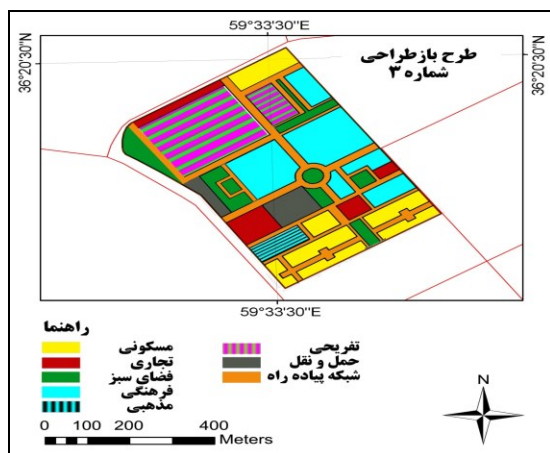 59°33'30"E
36°20'30"N
36°20'30"N
طرح بازطراحی
شماره ۳
59°33'30"E
راهنما
مسکونی
تجاری
فضای سبز
فرهنگی
مذهبی
تفریحی
حمل و نقل
شبکه پیاده راه
0 100 200 400
Meters
N